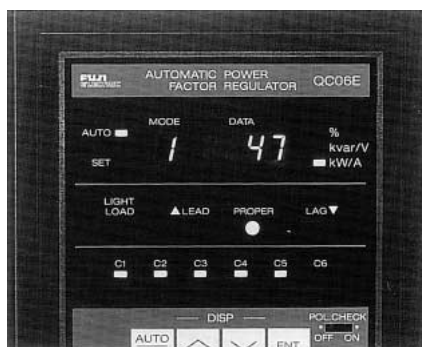 FUJI ELECTRIC
AUTOMATIC POWER FACTOR REGULATOR
QC06E
MODE
DATA
AUTO
1
47
%
kvar/V
kW/A
SET
LIGHT LOAD
▲LEAD
PROPER
LAG▼
C1 C2 C3 C4 C5 C6
DISP
POL.CHECK
OFF ON
AUTO
ENT